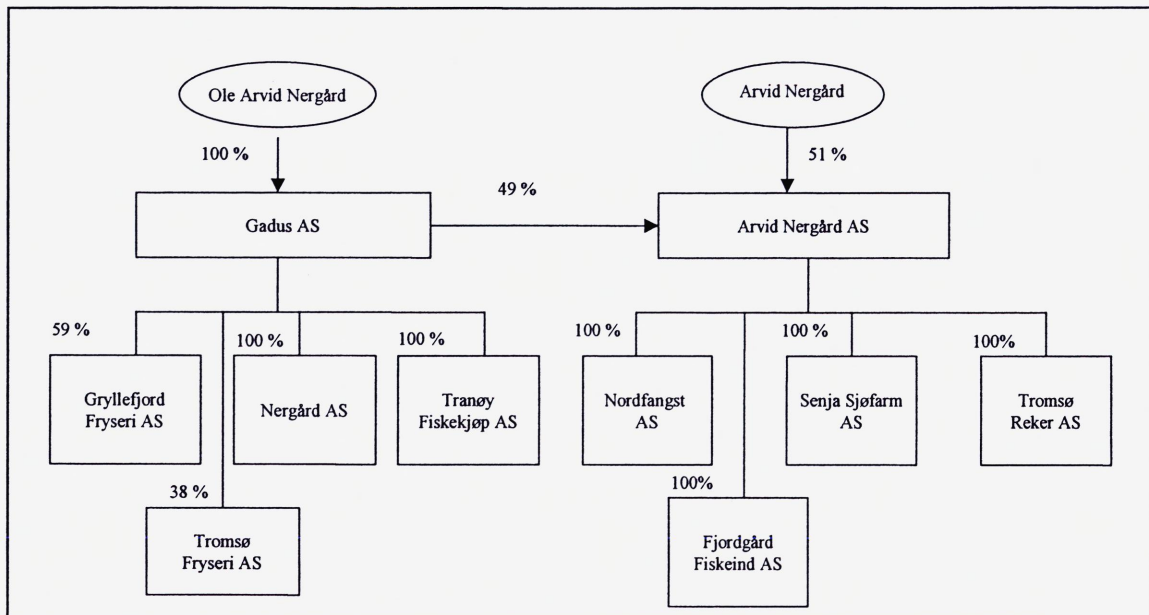 Ole Arvid Nergård
Arvid Nergård
100 %
51 %
49 %
Gadus AS
Arvid Nergård AS
59 %
100 %
100 %
100 %
100 %
100%
Gryllefjord
Fryseri AS
Nergård AS
Tranøy
Fiskekjøp AS
Nordfangst
AS
Senja Sjøfarm
AS
Tromsø
Reker AS
38 %
100%
Tromsø
Fryseri AS
Fjordgård
Fiskeind AS